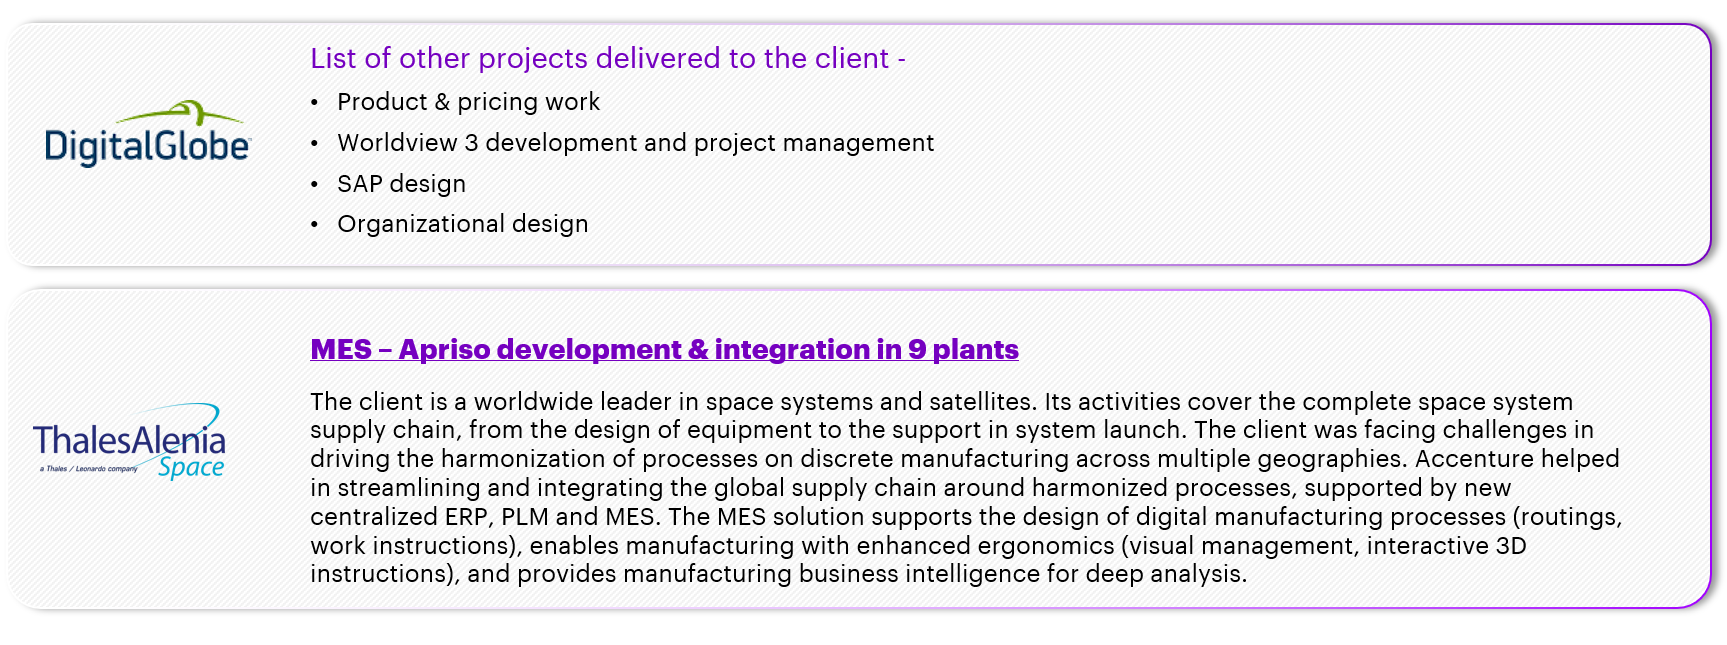 List of other projects delivered to the client -
• Product & pricing work
• Worldview 3 development and project management
• SAP design
• Organizational design
DigitalGlobe
MES – Apriso development & integration in 9 plants
The client is a worldwide leader in space systems and satellites. Its activities cover the complete space system
supply chain, from the design of equipment to the support in system launch. The client was facing challenges in
driving the harmonization of processes on discrete manufacturing across multiple geographies. Accenture helped
in streamlining and integrating the global supply chain around harmonized processes, supported by new
centralized ERP, PLM and MES. The MES solution supports the design of digital manufacturing processes (routings,
work instructions), enables manufacturing with enhanced ergonomics (visual management, interactive 3D
instructions), and provides manufacturing business intelligence for deep analysis.
ThalesAlenia
a Thales / Leonardo company
Space